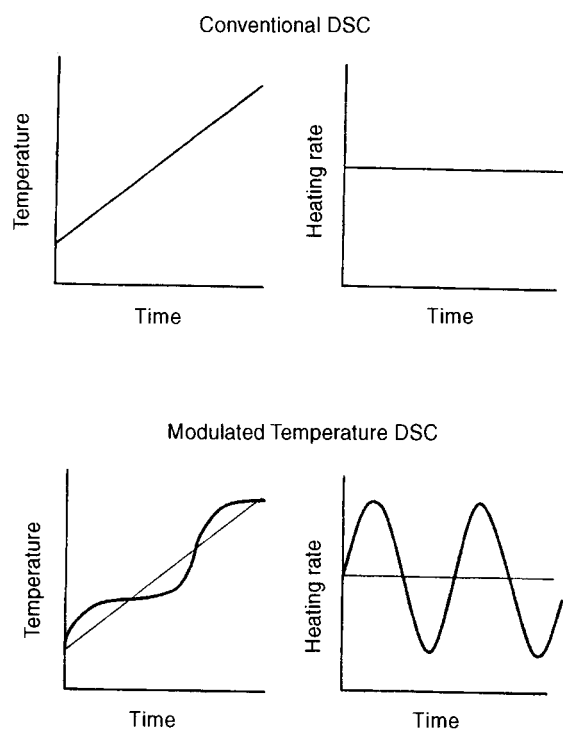 Conventional DSC
Temperature
Time
Heating rate
Time
Modulated Temperature DSC
Temperature
Time
Heating rate
Time